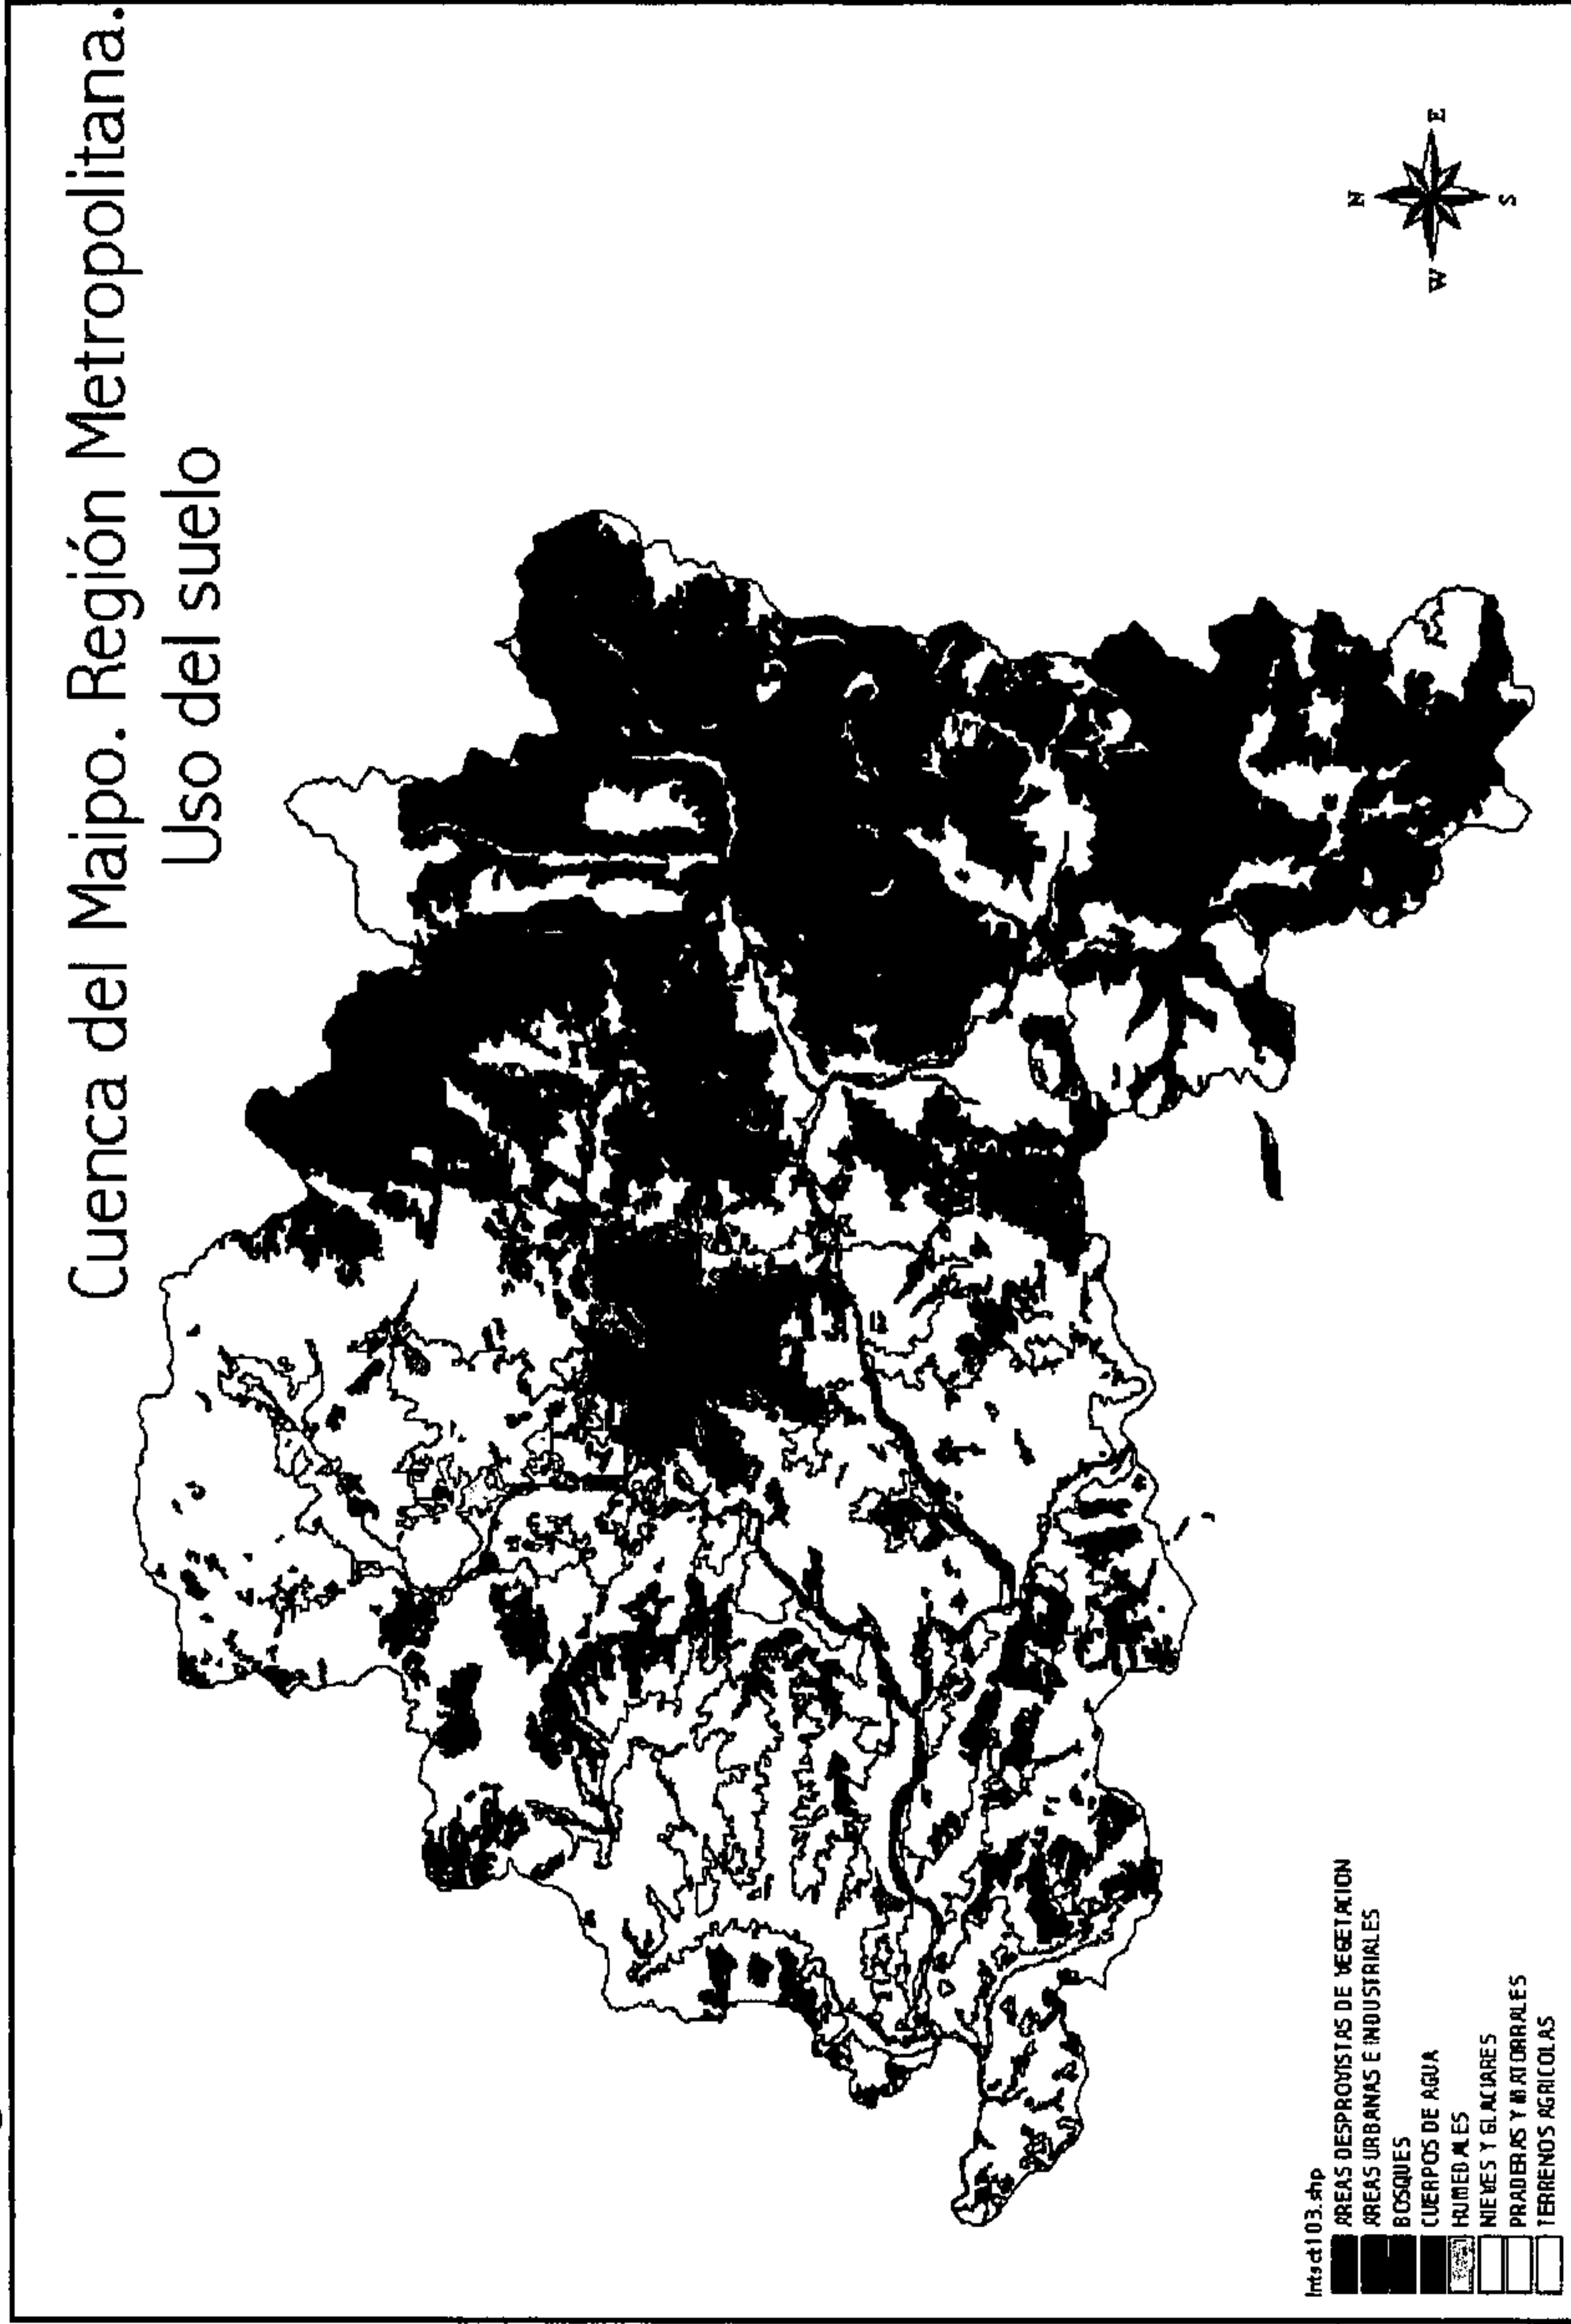 Cuenca del Maipo. Región Metropolitana.
Uso del suelo
N
W
E
S
Intsct103.shp
AREAS DESPROVISTAS DE VEGETACION
AREAS URBANAS E INDUSTRIALES
BOSQUES
CUERPOS DE AGUA
HUMEDALES
NIEVES Y GLACIARES
PRADERAS Y MATORRALES
TERRENOS AGRICOLAS